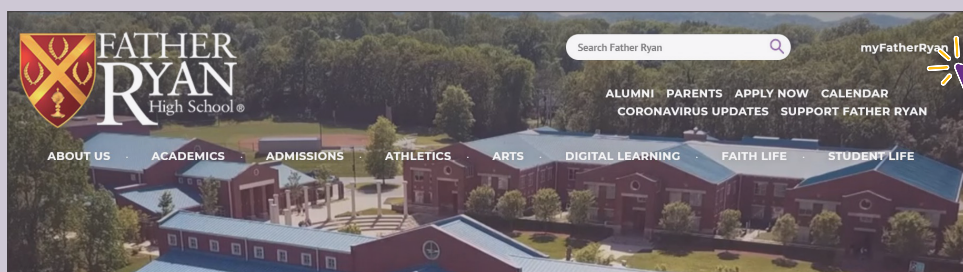 FATHER
RYAN
High School®
Search Father Ryan
myFatherRyan
ALUMNI PARENTS APPLY NOW CALENDAR
CORONAVIRUS UPDATES SUPPORT FATHER RYAN
ABOUT US · ACADEMICS · ADMISSIONS · ATHLETICS · ARTS · DIGITAL LEARNING · FAITH LIFE · STUDENT LIFE